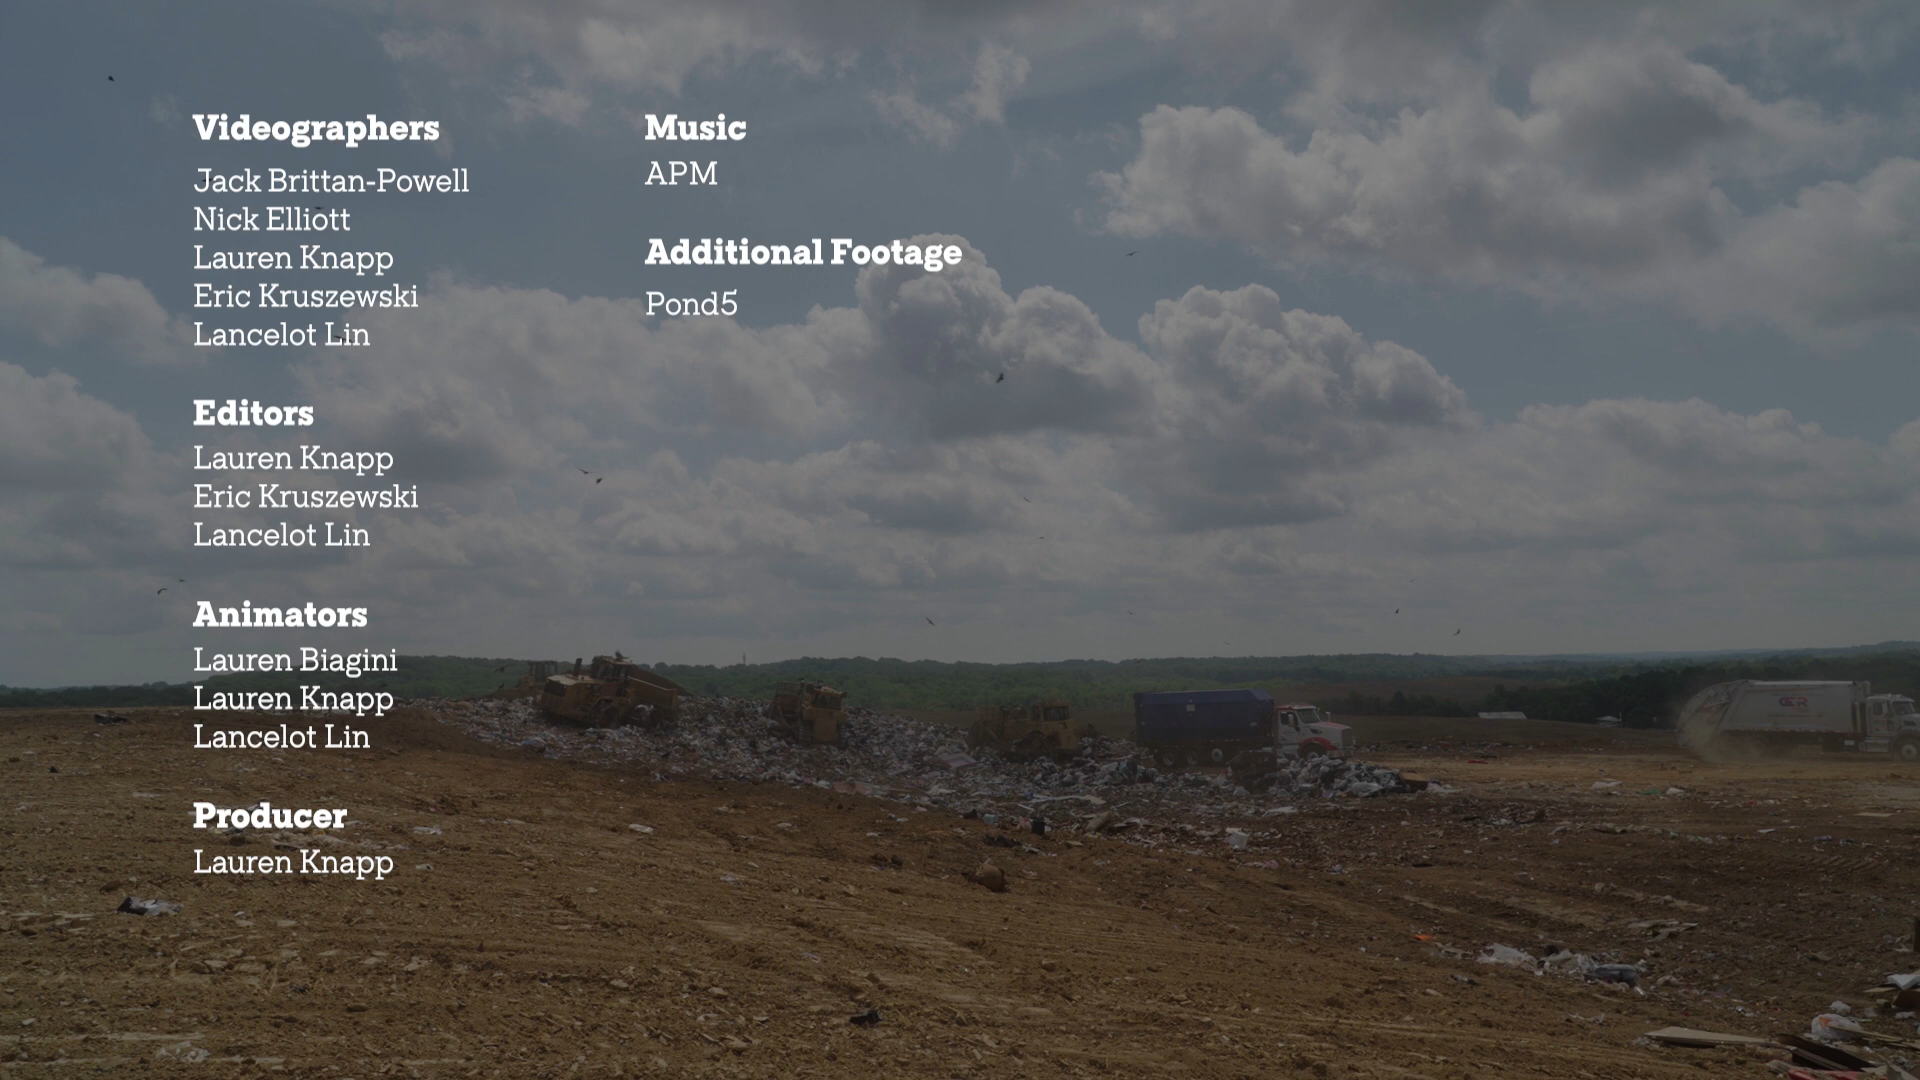 Videographers
Jack Brittan-Powell
Nick Elliott
Lauren Knapp
Eric Kruszewski
Lancelot Lin
Editors
Lauren Knapp
Eric Kruszewski
Lancelot Lin
Animators
Lauren Biagini
Lauren Knapp
Lancelot Lin
Producer
Lauren Knapp
Music
APM
Additional Footage
Pond5